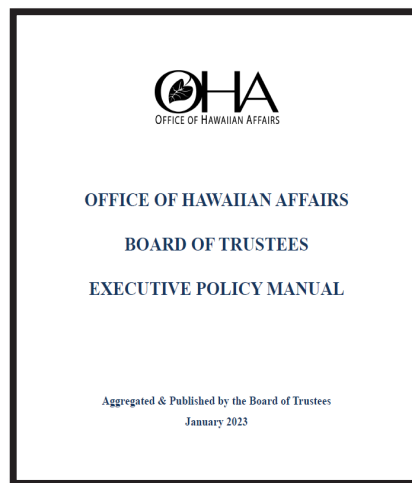 OHA
OFFICE OF HAWAIIAN AFFAIRS
OFFICE OF HAWAIIAN AFFAIRS
BOARD OF TRUSTEES
EXECUTIVE POLICY MANUAL
Aggregated & Published by the Board of Trustees
January 2023